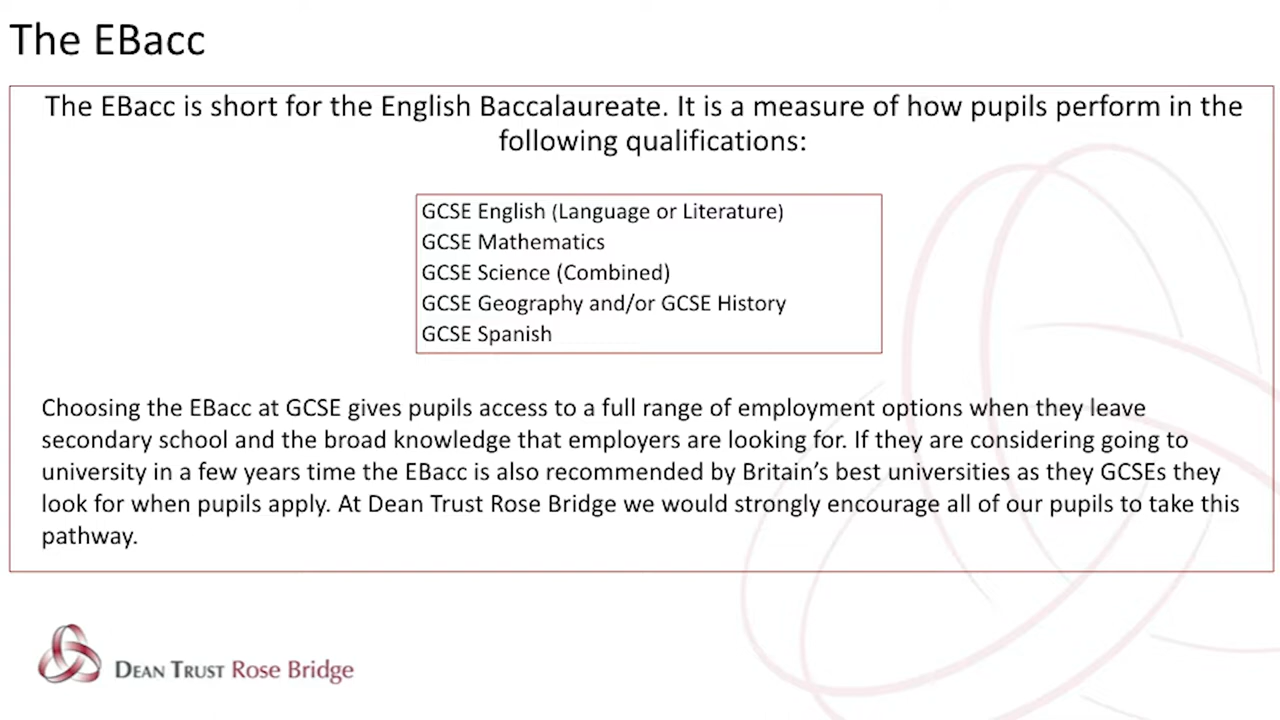 The EBacc
The EBacc is short for the English Baccalaureate. It is a measure of how pupils perform in the
following qualifications:
GCSE English (Language or Literature)
GCSE Mathematics
GCSE Science (Combined)
GCSE Geography and/or GCSE History
GCSE Spanish
Choosing the EBacc at GCSE gives pupils access to a full range of employment options when they leave
secondary school and the broad knowledge that employers are looking for. If they are considering going to
university in a few years time the EBacc is also recommended by Britain’s best universities as they GCSEs they
look for when pupils apply. At Dean Trust Rose Bridge we would strongly encourage all of our pupils to take this
pathway.
DEAN TRUST Rose Bridge